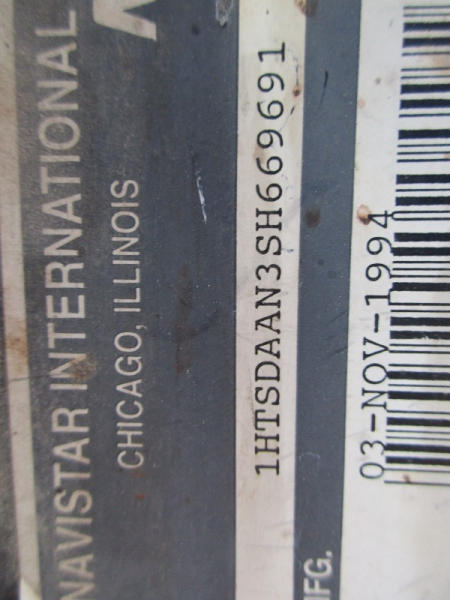 NAVISTAR INTERNATIONAL
CHICAGO, ILLINOIS
1HTSDAAN3SH669691
MFG.
03-NOV-1994